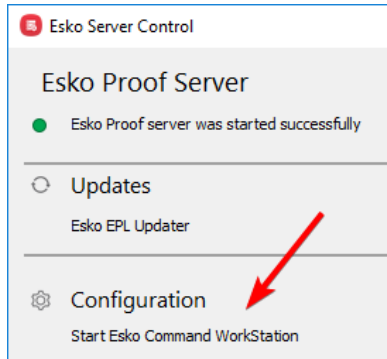 Esko Server Control
Esko Proof Server
Esko Proof server was started successfully
Updates
Esko EPL Updater
Configuration
Start Esko Command WorkStation